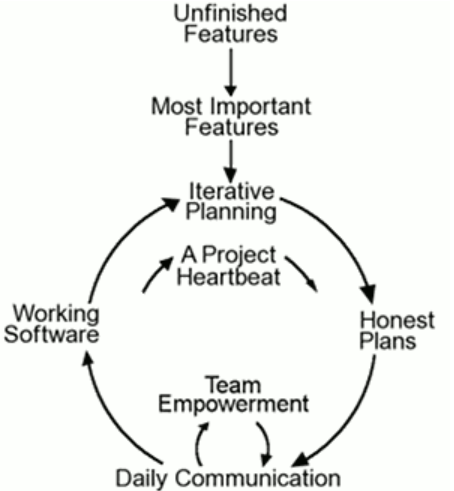 Unfinished
Features
Most Important
Features
Iterative
Planning
A Project
Heartbeat
Working
Software
Honest
Plans
Team
Empowerment
Daily Communication